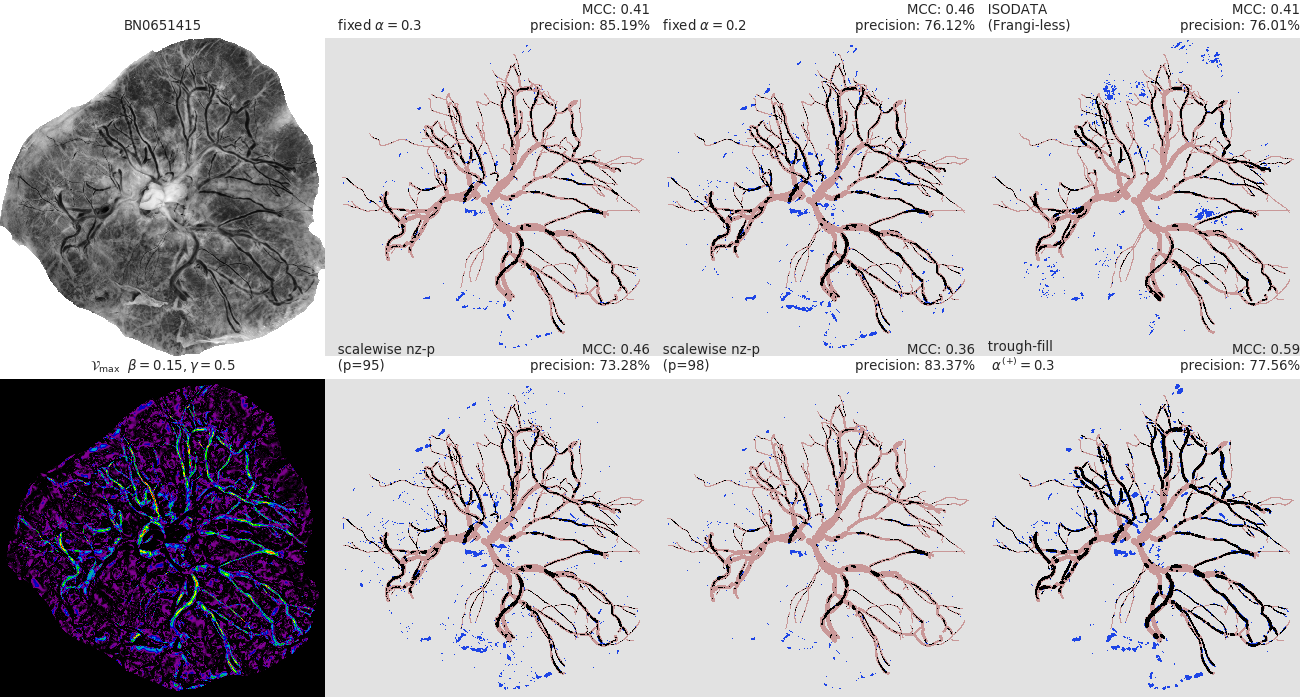 BN0651415
fixed α = 0.3
MCC: 0.41
precision: 85.19%
fixed α = 0.2
MCC: 0.46
precision: 76.12%
ISODATA
(Frangi-less)
MCC: 0.41
precision: 76.01%
𝒱max β = 0.15, γ = 0.5
scalewise nz-p
(p=95)
MCC: 0.46
precision: 73.28%
scalewise nz-p
(p=98)
MCC: 0.36
precision: 83.37%
trough-fill
α(+) = 0.3
MCC: 0.59
precision: 77.56%